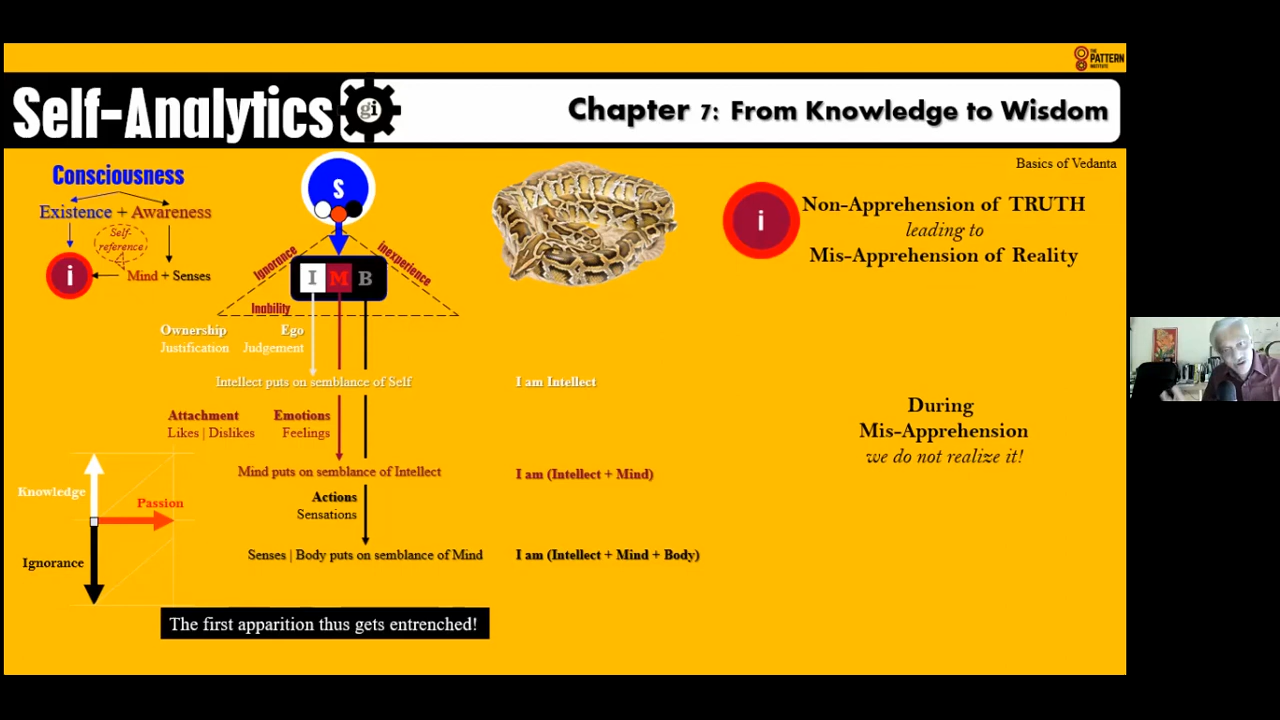 THE
PATTERN
INSTITUTE
Self-Analytics
gi
Chapter 7: From Knowledge to Wisdom
Basics of Vedanta
Consciousness
Existence + Awareness
Self-
reference
i
Mind + Senses
S
Ignorance
inexperience
Inability
I M B
Ownership Ego
Justification Judgement
Intellect puts on semblance of Self
I am Intellect
Attachment Emotions
Likes | Dislikes Feelings
Mind puts on semblance of Intellect
I am (Intellect + Mind)
Actions
Sensations
Senses | Body puts on semblance of Mind
I am (Intellect + Mind + Body)
Knowledge
Passion
Ignorance
The first apparition thus gets entrenched!
i
Non-Apprehension of TRUTH
leading to
Mis-Apprehension of Reality
During
Mis-Apprehension
we do not realize it!